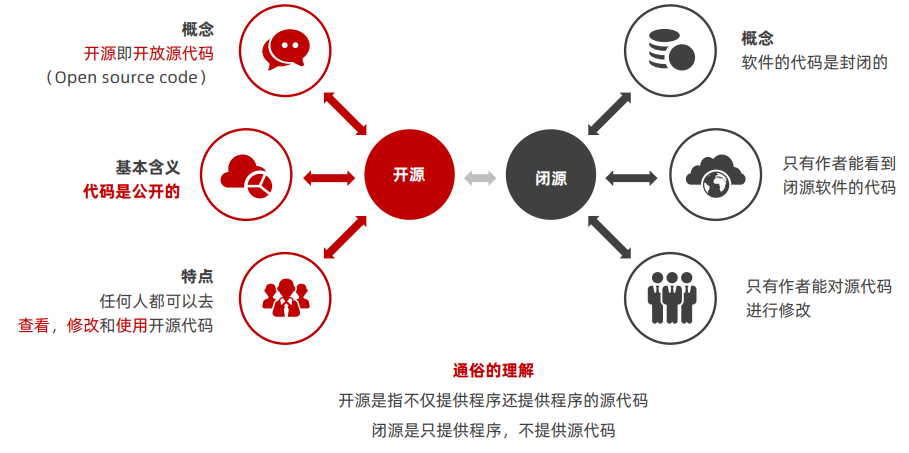 概念
开源即开放源代码
（Open source code）
基本含义
代码是公开的
特点
任何人都可以去
查看，修改和使用开源代码
开源
闭源
概念
软件的代码是封闭的
只有作者能看到
闭源软件的代码
只有作者能对源代码
进行修改
通俗的理解
开源是指不仅提供程序还提供程序的源代码
闭源是只提供程序，不提供源代码